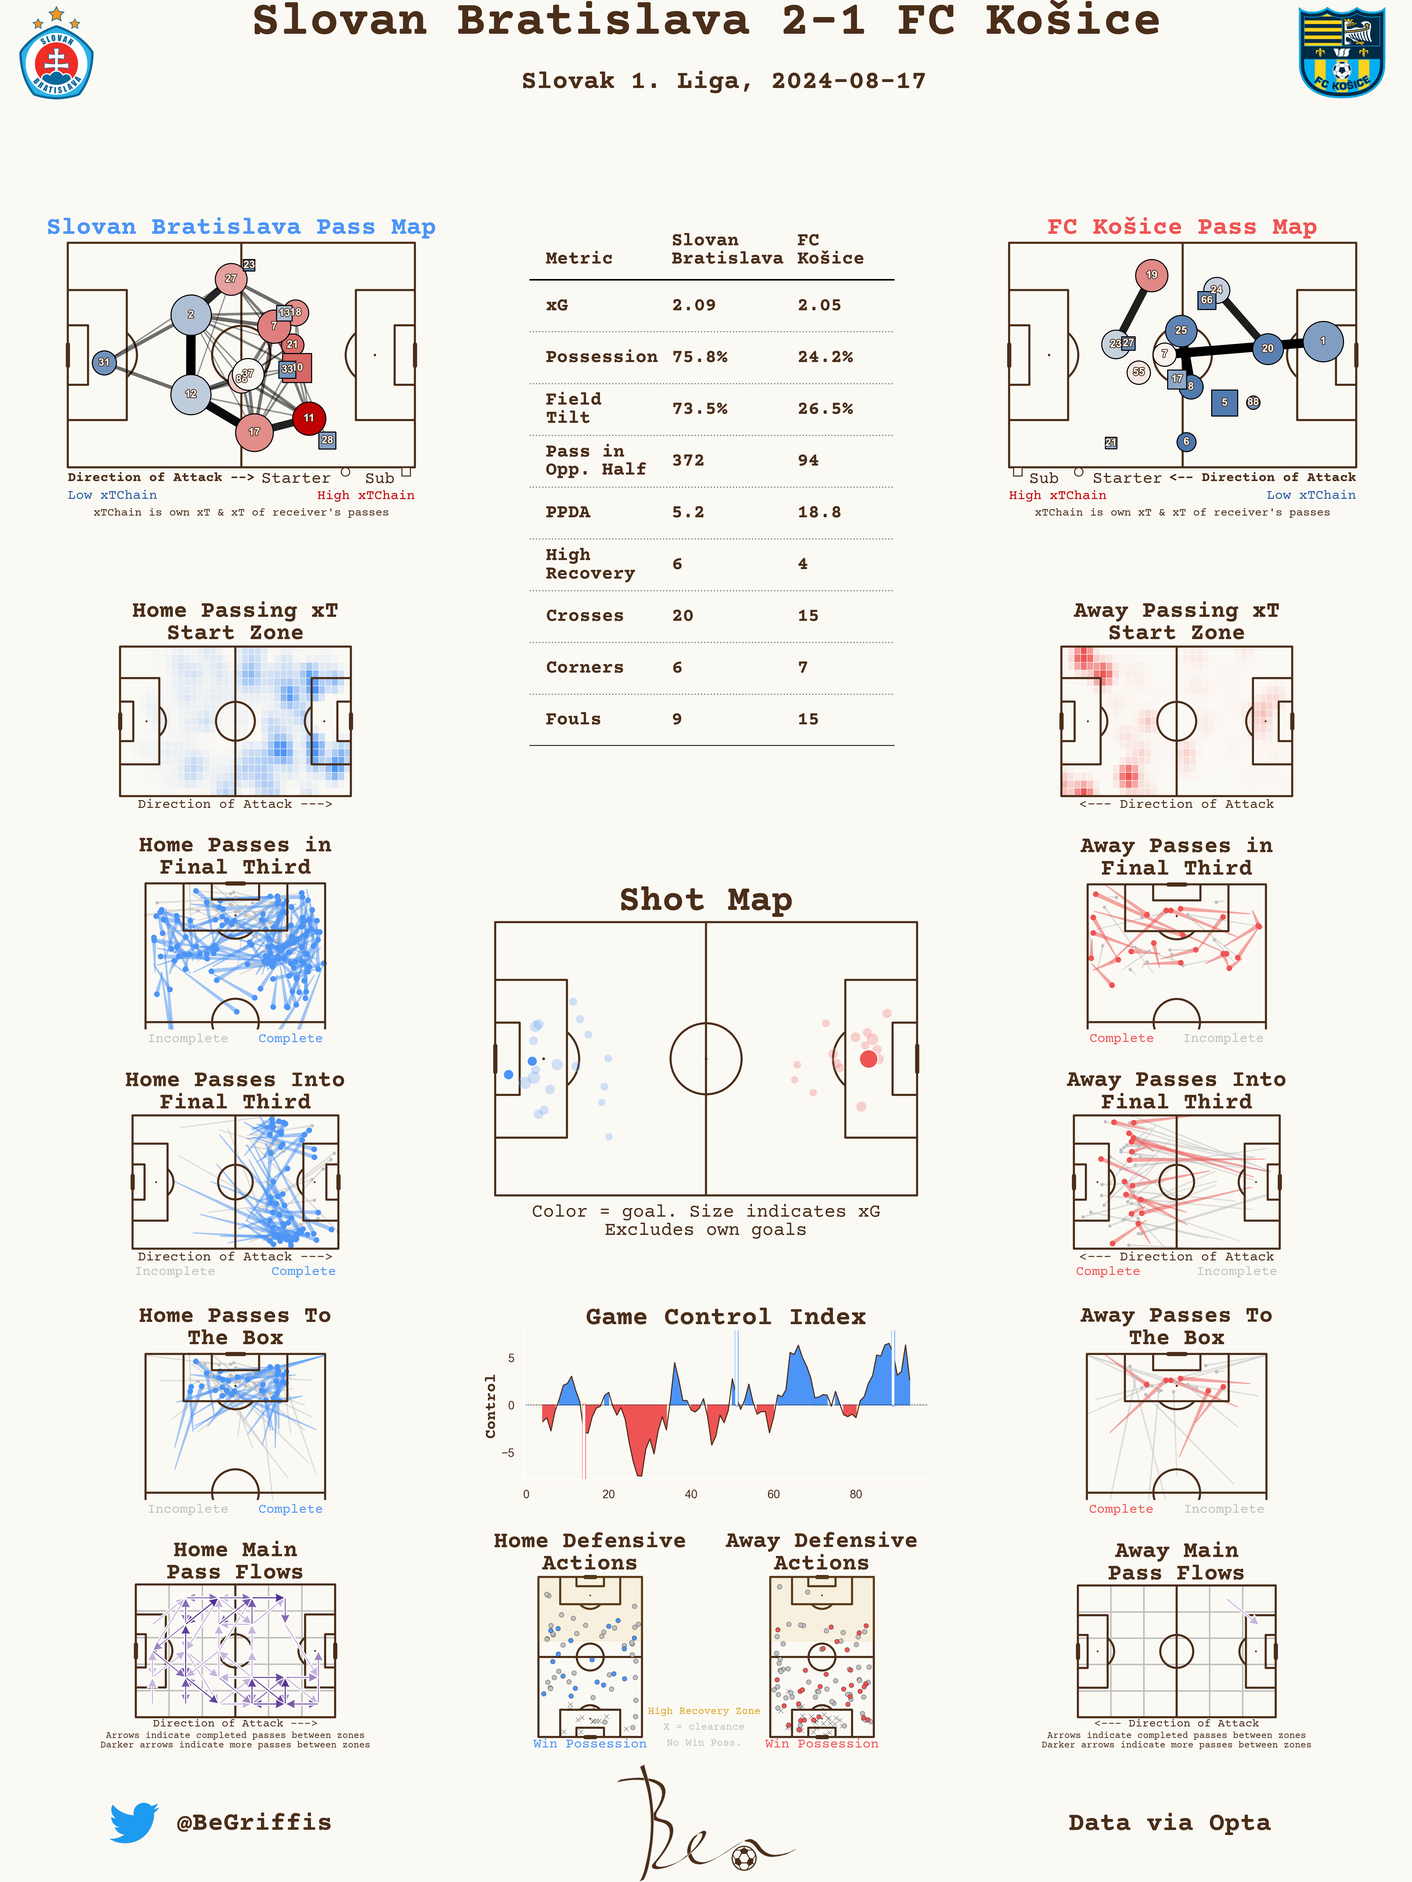 Slovan Bratislava 2-1 FC Košice
Slovak 1. Liga, 2024-08-17
SLOVAN
BRATISLAVA
FC KOŠICE
Slovan Bratislava Pass Map
23
27
2
13
18
7
21
31
33
10
37
12
11
17
28
Direction of Attack --> Starter Sub
Low xTChain High xTChain
xTChain is own xT & xT of receiver's passes
Metric Slovan Bratislava FC Košice
xG 2.09 2.05
Possession 75.8% 24.2%
Field Tilt 73.5% 26.5%
Pass in Opp. Half 372 94
PPDA 5.2 18.8
High Recovery 6 4
Crosses 20 15
Corners 6 7
Fouls 9 15
FC Košice Pass Map
19
24
66
25
23
27
7
20
1
55
17
8
5
88
21
6
Sub Starter <-- Direction of Attack
High xTChain Low xTChain
xTChain is own xT & xT of receiver's passes
Home Passing xT
Start Zone
Direction of Attack --->
Away Passing xT
Start Zone
<--- Direction of Attack
Home Passes in
Final Third
Incomplete Complete
Away Passes in
Final Third
Complete Incomplete
Shot Map
Color = goal. Size indicates xG
Excludes own goals
Home Passes Into
Final Third
Direction of Attack --->
Incomplete Complete
Away Passes Into
Final Third
<--- Direction of Attack
Complete Incomplete
Home Passes To
The Box
Incomplete Complete
Game Control Index
Control
5
0
−5
0 20 40 60 80
Away Passes To
The Box
Complete Incomplete
Home Main
Pass Flows
Direction of Attack --->
Arrows indicate completed passes between zones
Darker arrows indicate more passes between zones
Home Defensive
Actions
Win Possession
High Recovery Zone
X = clearance
No Win Poss.
Away Defensive
Actions
Win Possession
Away Main
Pass Flows
<--- Direction of Attack
Arrows indicate completed passes between zones
Darker arrows indicate more passes between zones
@BeGriffis
Ben
Data via Opta